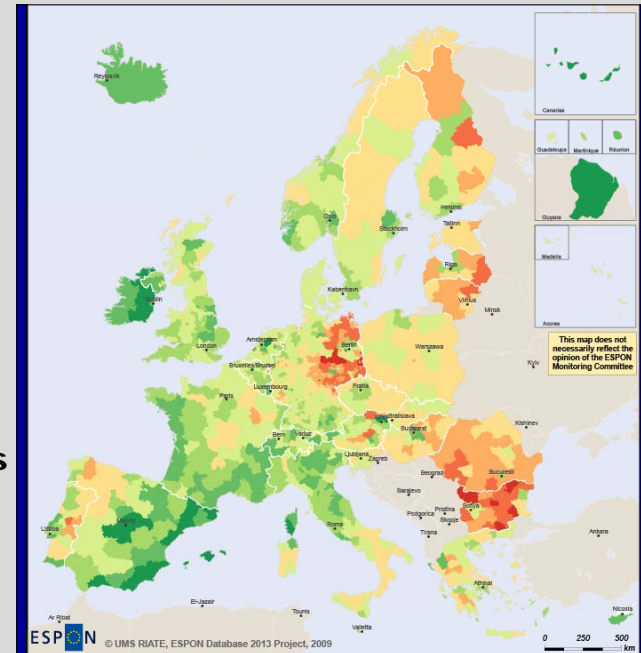 Reykjavik
Canarias
Guadeloupe
Martinique
Réunion
Guyane
Madeira
Acores
This map does not
necessarily reflect the
opinion of the ESPON
Monitoring Committee
Oslo
Helsinki
Stockholm
Tallinn
Riga
Vilnius
Minsk
Kobenhavn
Dublin
London
Amsterdam
Berlin
Warszawa
Kyiv
Bruxelles/Brussel
Luxembourg
Praha
Paris
Bratislava
Budapest
Kishinev
Bern
Vaduz
Ljubljana
Zagreb
Beograd
Bucuresti
Sarajevo
Podgorica
Pristina
Sofiya
Skopje
Tirana
s
Lisboa
Madrid
Roma
Ankara
Athinai
El-Jazair
Tounis
Ar Ribat
Valletta
Nicosia
ESPON
© UMS RIATE, ESPON Database 2013 Project, 2009
0 250 500
km